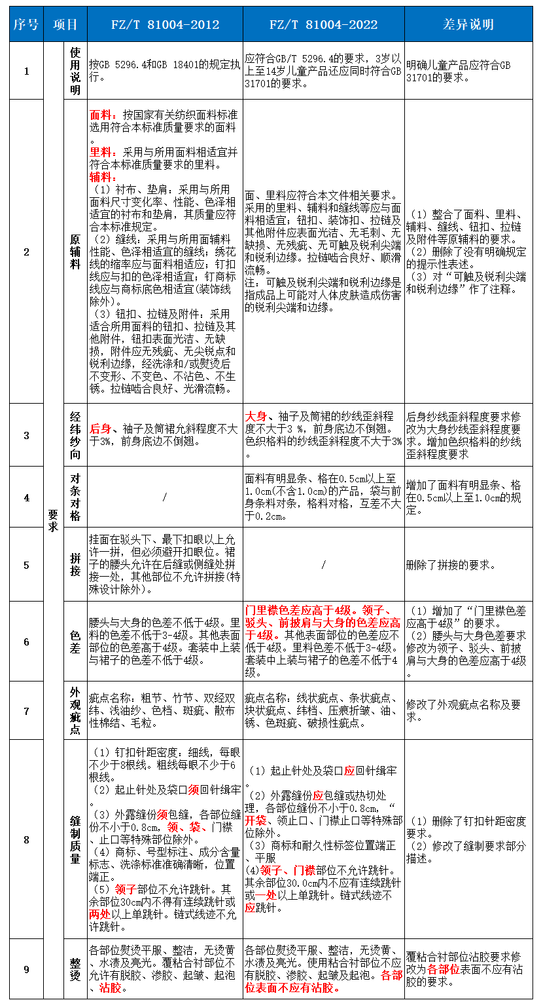 序号 项目 FZ/T 81004-2012 FZ/T 81004-2022 差异说明
要求
1
使用说明
按GB 5296.4和GB 18401的规定执
行。
应符合GB/T 5296.4的要求，3岁以
上至14岁儿童产品还应同时符合GB
31701的要求。
明确儿童产品应符合GB
31701的要求。
2
原辅料
面料：按国家有关纺织面料标准
选用符合本标准质量要求的面料
。
里料：采用与所用面料相适宜并
符合本标准质量要求的里料。
辅料：
（1）衬布、垫肩：采用与所用
面料尺寸变化率、性能、色泽相
适宜的衬布和垫肩，其质量应符
合本标准规定。
（2）缝线：采用与所用面辅料
性能、色泽相适宜的缝线；绣花
线的缩率应与面料相适应；钉扣
线应与扣的色泽相适宜；钉商标
线应与商标底色相适宜(装饰线
除外)。
（3）钮扣、拉链及附件：采用
适合所用面料的钮扣、拉链及其
他附件，钮扣表面光洁、无缺
损，附件应无残疵、无尖锐点和
锐利边缘，经洗涤和/或熨烫后
不变形、不变色、不沾色、不生
锈。拉链啮合良好、光滑流畅。
面、里料应符合本文件相关要求。
采用的里料、辅料和缝线等应与面
料相适宜；钮扣、装饰扣、拉链及
其他附件应表面光洁、无毛刺、无
缺损、无残疵、无可触及锐利尖端
和锐利边缘。拉链啮合良好、顺滑
流畅。
注：可触及锐利尖端和锐利边缘是
指成品上可能对人体皮肤造成伤害
的锐利尖端和边缘。
（1）整合了面料、里料、
辅料、缝线、钮扣、拉链
及附件等原辅料的要求。
（2）删除了没有明确规定
的提示性表述。
（3）对“可触及锐利尖端
和锐利边缘”作了注释。
3
经纬纱向
后身、袖子及筒裙允斜程度不大
于3%，前身底边不倒翘。
大身、袖子及筒裙的纱线歪斜程
度不大于3 %，前身底边不倒翘。
色织格料的纱线歪斜程度不大于3%
。
后身纱线歪斜程度要求修
改为大身纱线歪斜程度要
求。增加色织格料的纱线
歪斜程度要求
4
对条对格
/
面料有明显条、格在0.5cm以上至
1.0cm(不含1.0cm)的产品，袋与前
身条料对条，格料对格，互差不大
于0.2cm。
增加了面料有明显条、格
在0.5cm以上至1.0cm的规
定。
5
拼接
挂面在驳头下、最下扣眼以上允
许一拼，但必须避开扣眼位。裙
子的腰头允许在后缝或侧缝处拼
接一处，其他部位不允许拼接(特
殊设计除外)。
/
删除了拼接的要求。
6
色差
腰头与大身的色差不低于4级。里
料的色差不低于3-4级。其他表面
部位的色差高于4级。套装中上装
与裙子的色差不低于4级。
门里襟色差应高于4级。领子、
驳头、前披肩与大身的色差应高
于4级。其他表面部位的色差应不
低于4级。里料色差不低于3-4级。
套装中上装与裙子的色差不低于4
级。
（1）增加了“门里襟色差
应高于4级”的要求。
（2）腰头与大身色差要求
修改为领子、驳头、前披
肩与大身的色差应高于4级
。
7
外观疵点
疵点名称：粗节、竹节、双经双
纬、浅油纱、色档、斑疵、散布
性棉结、毛粒。
疵点名称：线状疵点、条状疵点、
块状疵点、纬档、压痕折皱、油、
锈、色斑疵、破损性疵点。
修改了外观疵点名称及要
求。
8
缝制质量
（1）钉扣针距密度：细线，每眼
不少于8根线。粗线每眼不少于6
根线。
（2）起止针处及袋口须回针缉牢
。
（3）外露缝份须包缝，各部位缝
份不小于0.8cm，领、袋、门襟
、止口等特殊部位除外。
（4）商标、号型标注、成分含量
标志、洗涤标准准确清晰，位置
端正。
（5）领子部位不允许跳针。其
余部位30cm内不得有连续跳针或
两处以上单跳针。链式线迹不允
许跳针。
（1）起止针处及袋口应回针缉牢
。
（2）外露缝份应包缝或热切处
理，各部位缝份不小于0.8cm，“
开袋、领止口、门襟止口等特殊部
位除外。
（3）商标和耐久性标签位置端正
、平服
(4)领子、门襟部位不允许跳针。
其余部位30.0cm内不应有连续跳针
或一处以上单跳针。链式线迹不
应跳针。
（1）删除了钉扣针距密度
要求。
（2）修改了缝制要求部分
描述。
9
整烫
各部位熨烫平服、整洁，无烫黄
、水渍及亮光。覆粘合衬部位不
允许有脱胶、渗胶、起皱、起泡
、沾胶。
各部位熨烫平服、整洁，无烫黄、
水渍及亮光。使用粘合衬部位不应
有脱胶、渗胶、起皱及起泡。各部
位表面不应有沾胶。
覆粘合衬部位沾胶要求修
改为各部位表面不应有沾
胶的要求。